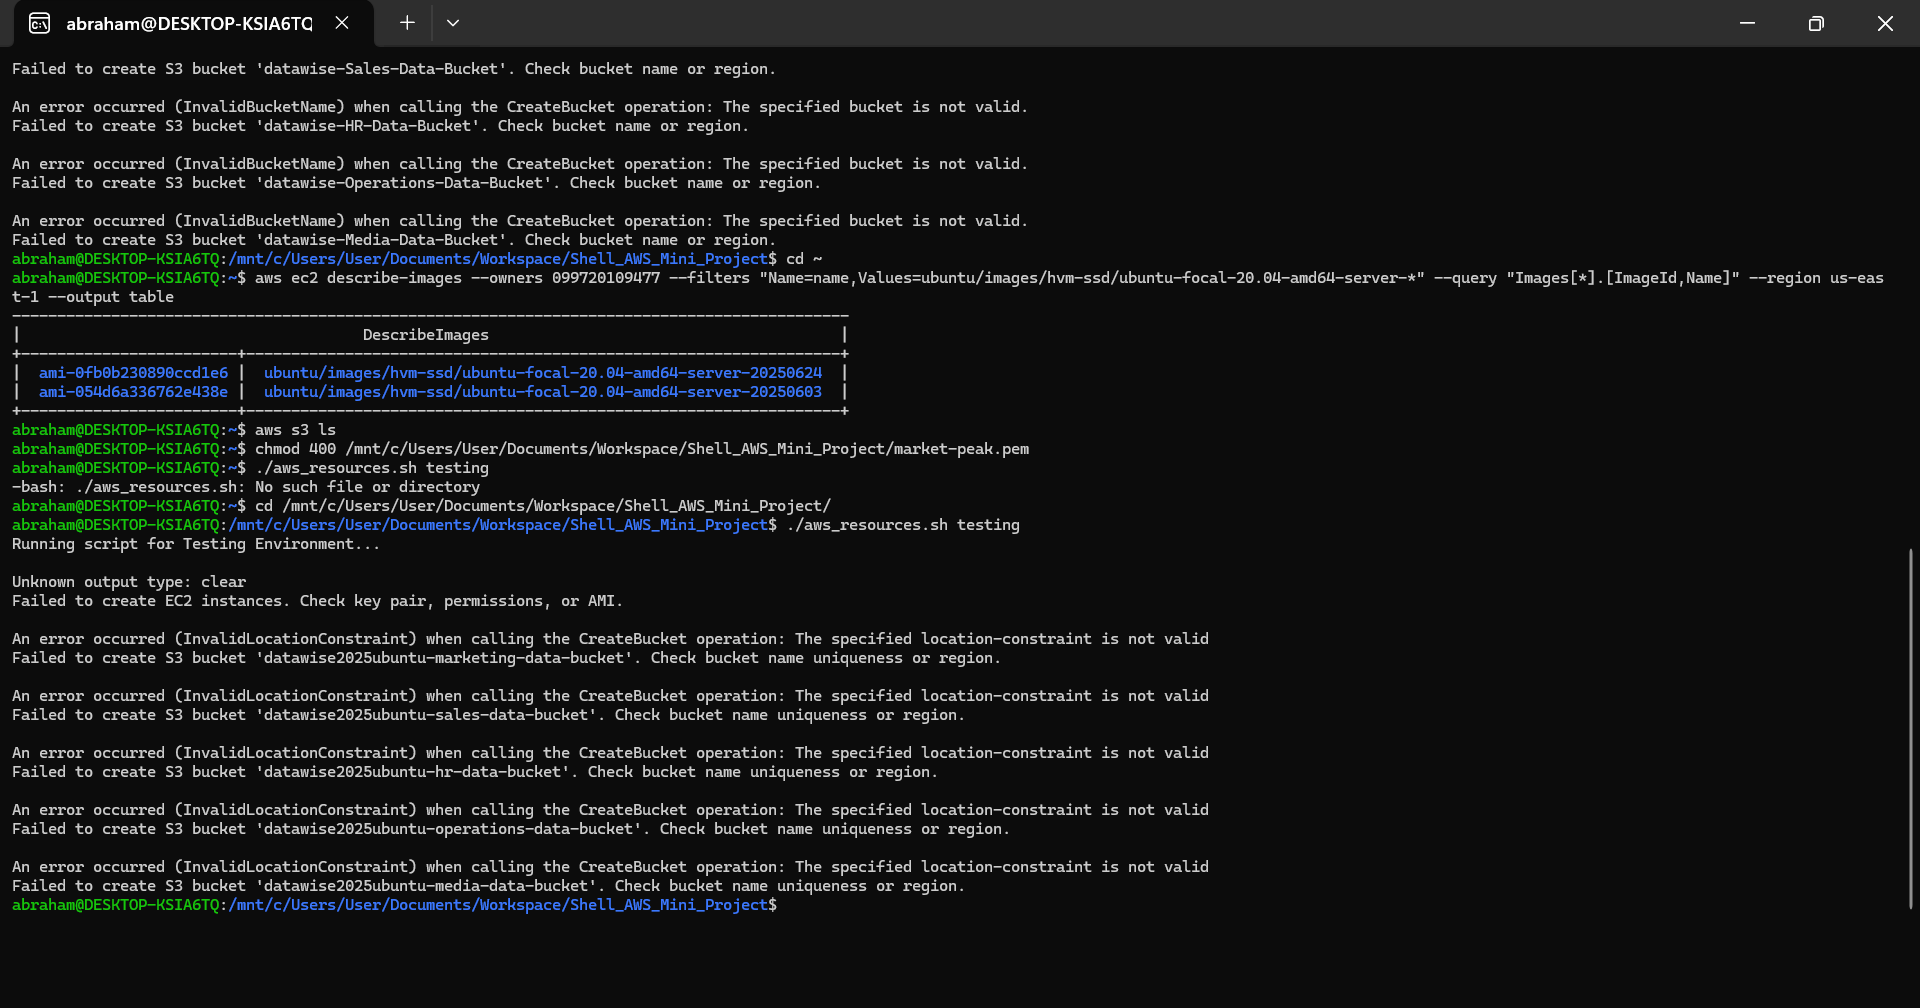 abraham@DESKTOP-KSIA6TQ
Failed to create S3 bucket 'datawise-Sales-Data-Bucket'. Check bucket name or region.
An error occurred (InvalidBucketName) when calling the CreateBucket operation: The specified bucket is not valid.
Failed to create S3 bucket 'datawise-HR-Data-Bucket'. Check bucket name or region.
An error occurred (InvalidBucketName) when calling the CreateBucket operation: The specified bucket is not valid.
Failed to create S3 bucket 'datawise-Operations-Data-Bucket'. Check bucket name or region.
An error occurred (InvalidBucketName) when calling the CreateBucket operation: The specified bucket is not valid.
Failed to create S3 bucket 'datawise-Media-Data-Bucket'. Check bucket name or region.
abraham@DESKTOP-KSIA6TQ:/mnt/c/Users/User/Documents/Workspace/Shell_AWS_Mini_Project$ cd ~
abraham@DESKTOP-KSIA6TQ:~$ aws ec2 describe-images --owners 099720109477 --filters "Name=name,Values=ubuntu/images/hvm-ssd/ubuntu-focal-20.04-amd64-server-*" --query "Images[*].[ImageId,Name]" --region us-eas
t-1 --output table
---------------------------------------------------------------------------------------------
|                                      DescribeImages                                       |
+------------------------+------------------------------------------------------------------+
|  ami-0fb0b230890ccd1e6 |  ubuntu/images/hvm-ssd/ubuntu-focal-20.04-amd64-server-20250624  |
|  ami-054d6a336762e438e |  ubuntu/images/hvm-ssd/ubuntu-focal-20.04-amd64-server-20250603  |
+------------------------+------------------------------------------------------------------+
abraham@DESKTOP-KSIA6TQ:~$ aws s3 ls
abraham@DESKTOP-KSIA6TQ:~$ chmod 400 /mnt/c/Users/User/Documents/Workspace/Shell_AWS_Mini_Project/market-peak.pem
abraham@DESKTOP-KSIA6TQ:~$ ./aws_resources.sh testing
-bash: ./aws_resources.sh: No such file or directory
abraham@DESKTOP-KSIA6TQ:~$ cd /mnt/c/Users/User/Documents/Workspace/Shell_AWS_Mini_Project/
abraham@DESKTOP-KSIA6TQ:/mnt/c/Users/User/Documents/Workspace/Shell_AWS_Mini_Project$ ./aws_resources.sh testing
Running script for Testing Environment...
Unknown output type: clear
Failed to create EC2 instances. Check key pair, permissions, or AMI.
An error occurred (InvalidLocationConstraint) when calling the CreateBucket operation: The specified location-constraint is not valid
Failed to create S3 bucket 'datawise2025ubuntu-marketing-data-bucket'. Check bucket name uniqueness or region.
An error occurred (InvalidLocationConstraint) when calling the CreateBucket operation: The specified location-constraint is not valid
Failed to create S3 bucket 'datawise2025ubuntu-sales-data-bucket'. Check bucket name uniqueness or region.
An error occurred (InvalidLocationConstraint) when calling the CreateBucket operation: The specified location-constraint is not valid
Failed to create S3 bucket 'datawise2025ubuntu-hr-data-bucket'. Check bucket name uniqueness or region.
An error occurred (InvalidLocationConstraint) when calling the CreateBucket operation: The specified location-constraint is not valid
Failed to create S3 bucket 'datawise2025ubuntu-operations-data-bucket'. Check bucket name uniqueness or region.
An error occurred (InvalidLocationConstraint) when calling the CreateBucket operation: The specified location-constraint is not valid
Failed to create S3 bucket 'datawise2025ubuntu-media-data-bucket'. Check bucket name uniqueness or region.
abraham@DESKTOP-KSIA6TQ:/mnt/c/Users/User/Documents/Workspace/Shell_AWS_Mini_Project$